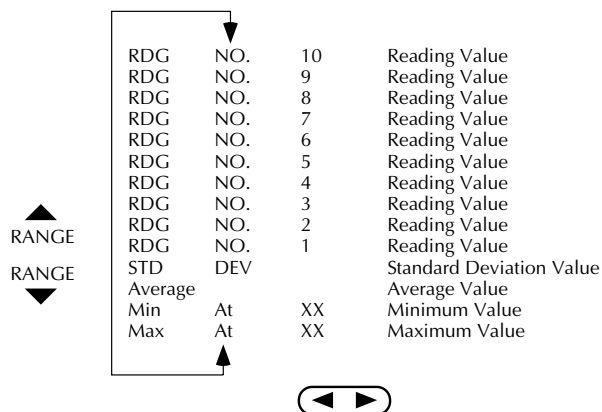 RDG NO. 10 Reading Value
RDG NO. 9 Reading Value
RDG NO. 8 Reading Value
RDG NO. 7 Reading Value
RDG NO. 6 Reading Value
RDG NO. 5 Reading Value
RDG NO. 4 Reading Value
RDG NO. 3 Reading Value
RDG NO. 2 Reading Value
RDG NO. 1 Reading Value
STD DEV Standard Deviation Value
Average Average Value
Min At XX Minimum Value
Max At XX Maximum Value
RANGE
RANGE